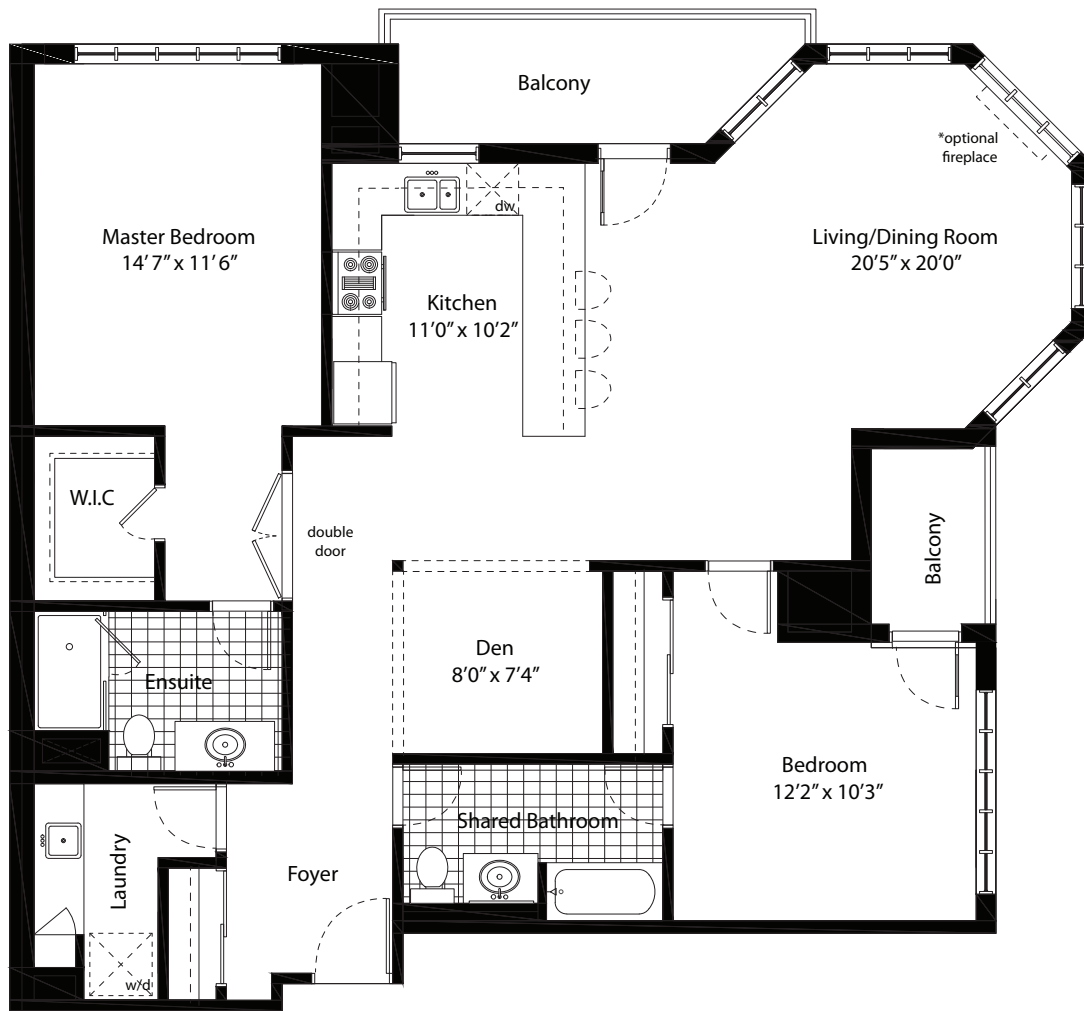 Balcony
*optional
fireplace
dw
Master Bedroom
14’ 7” x 11’ 6”
Living/Dining Room
20’5” x 20’0”
Kitchen
11’0” x 10’2”
W.I.C
double
door
Balcony
Den
8’0” x 7’4”
Ensuite
Bedroom
12’2” x 10’3”
Shared Bathroom
Laundry
Foyer
w/d